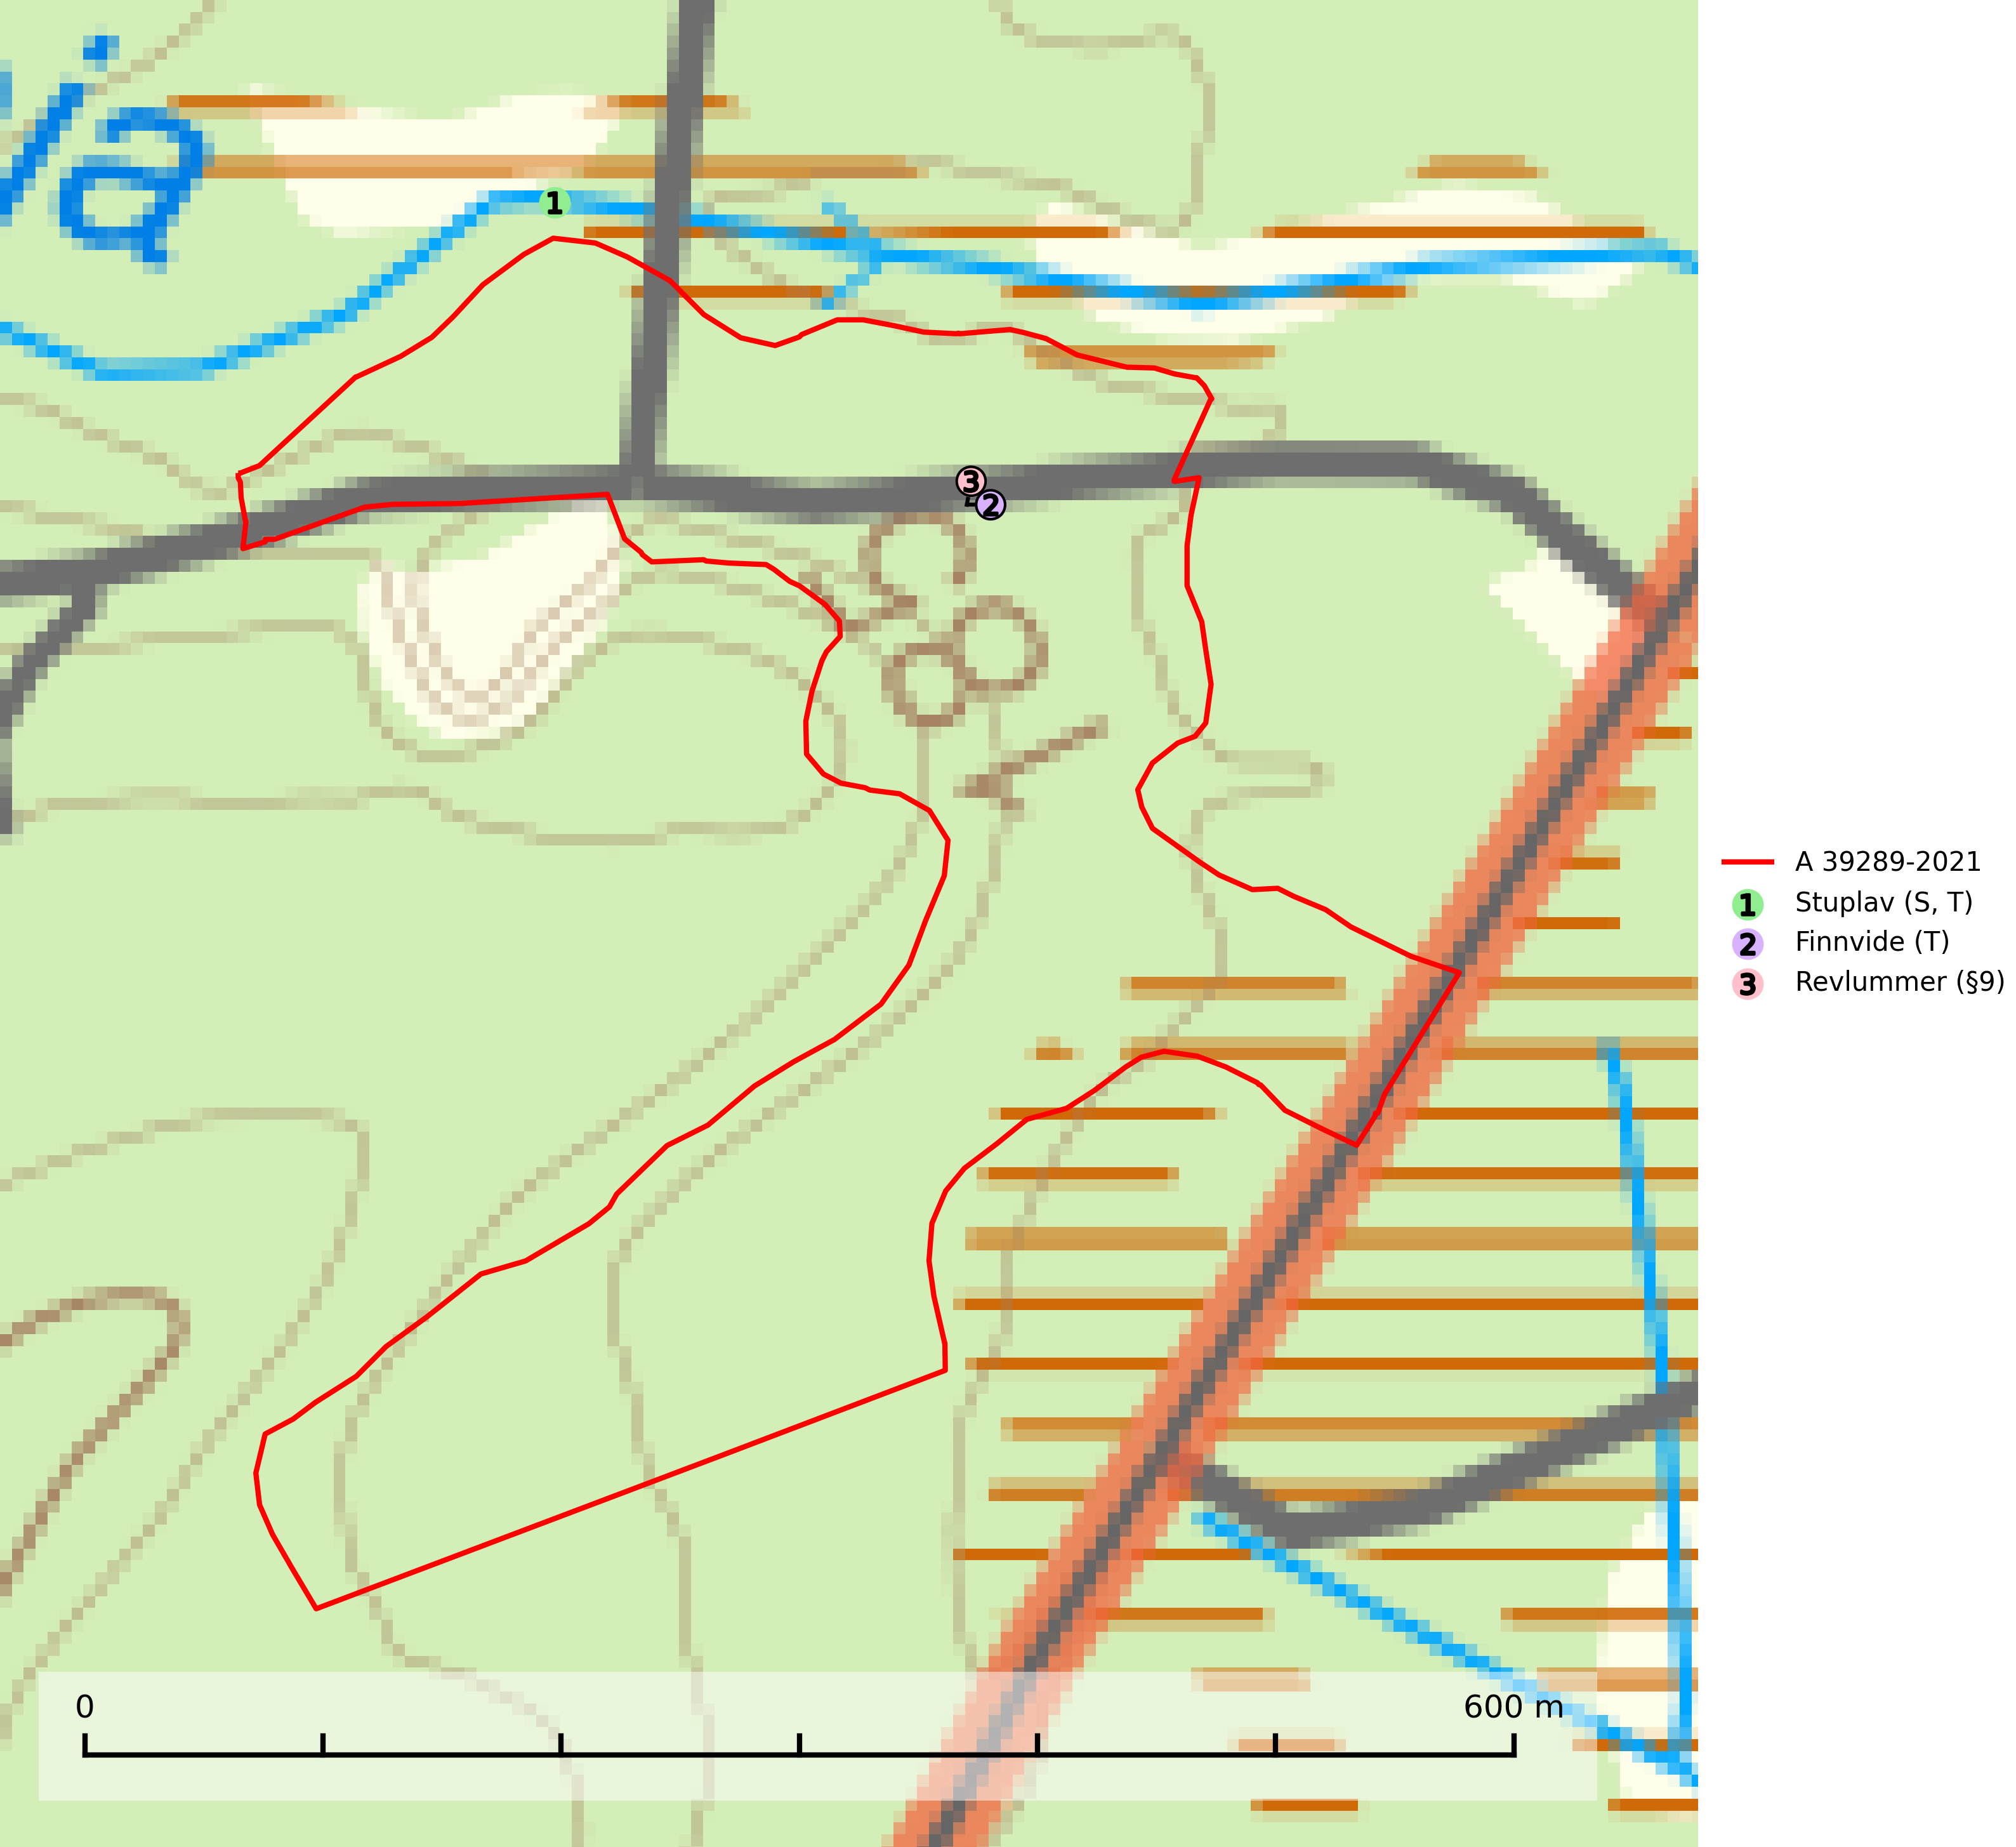 1
3
2
A 39289-2021
1 Stuplav (S, T)
2 Finnvide (T)
3 Revlummer (§9)
0 600 m